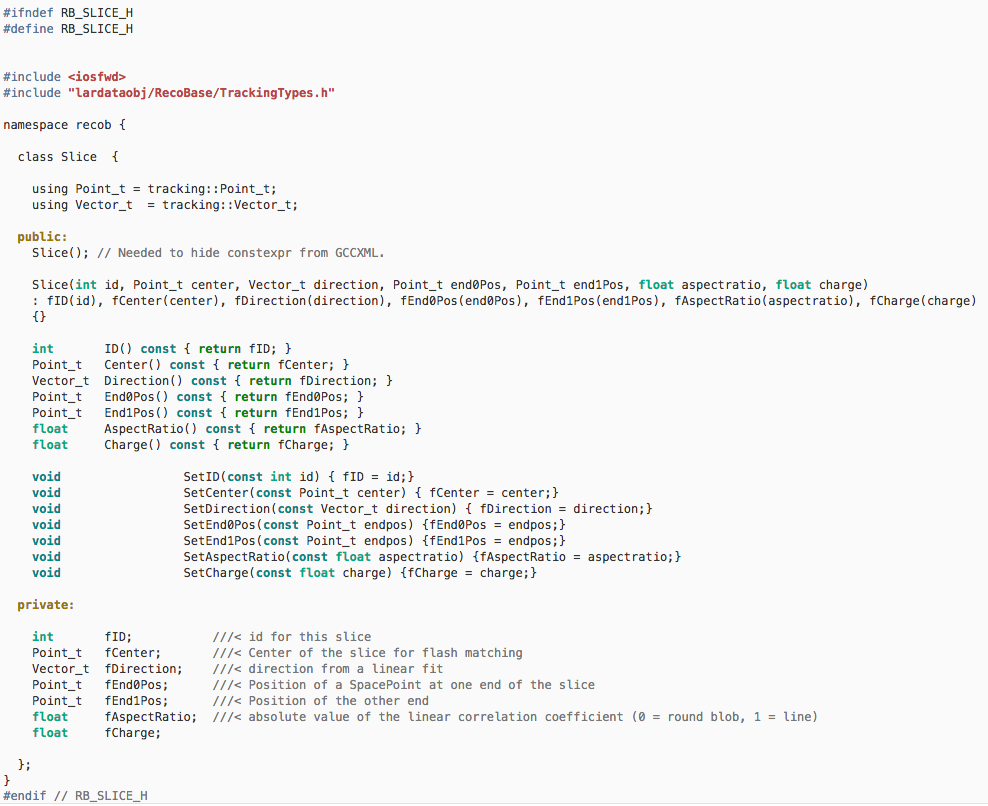 #ifndef RB_SLICE_H
#define RB_SLICE_H
#include <iosfwd>
#include "lardataobj/RecoBase/TrackingTypes.h"
namespace recob {
class Slice  {
using Point_t = tracking::Point_t;
using Vector_t  = tracking::Vector_t;
public:
Slice(); // Needed to hide constexpr from GCCXML.
Slice(int id, Point_t center, Vector_t direction, Point_t end0Pos, Point_t end1Pos, float aspectratio, float charge)
: fID(id), fCenter(center), fDirection(direction), fEnd0Pos(end0Pos), fEnd1Pos(end1Pos), fAspectRatio(aspectratio), fCharge(charge)
{}
int       ID() const { return fID; }
Point_t   Center() const { return fCenter; }
Vector_t  Direction() const { return fDirection; }
Point_t   End0Pos() const { return fEnd0Pos; }
Point_t   End1Pos() const { return fEnd1Pos; }
float     AspectRatio() const { return fAspectRatio; }
float     Charge() const { return fCharge; }
void                 SetID(const int id) { fID = id;}
void                 SetCenter(const Point_t center) { fCenter = center;}
void                 SetDirection(const Vector_t direction) { fDirection = direction;}
void                 SetEnd0Pos(const Point_t endpos) {fEnd0Pos = endpos;}
void                 SetEnd1Pos(const Point_t endpos) {fEnd1Pos = endpos;}
void                 SetAspectRatio(const float aspectratio) {fAspectRatio = aspectratio;}
void                 SetCharge(const float charge) {fCharge = charge;}
private:
int       fID;           ///< id for this slice
Point_t   fCenter;       ///< Center of the slice for flash matching
Vector_t  fDirection;    ///< direction from a linear fit
Point_t   fEnd0Pos;      ///< Position of a SpacePoint at one end of the slice
Point_t   fEnd1Pos;      ///< Position of the other end
float     fAspectRatio;  ///< absolute value of the linear correlation coefficient (0 = round blob, 1 = line)
float     fCharge;
};
}
#endif // RB_SLICE_H